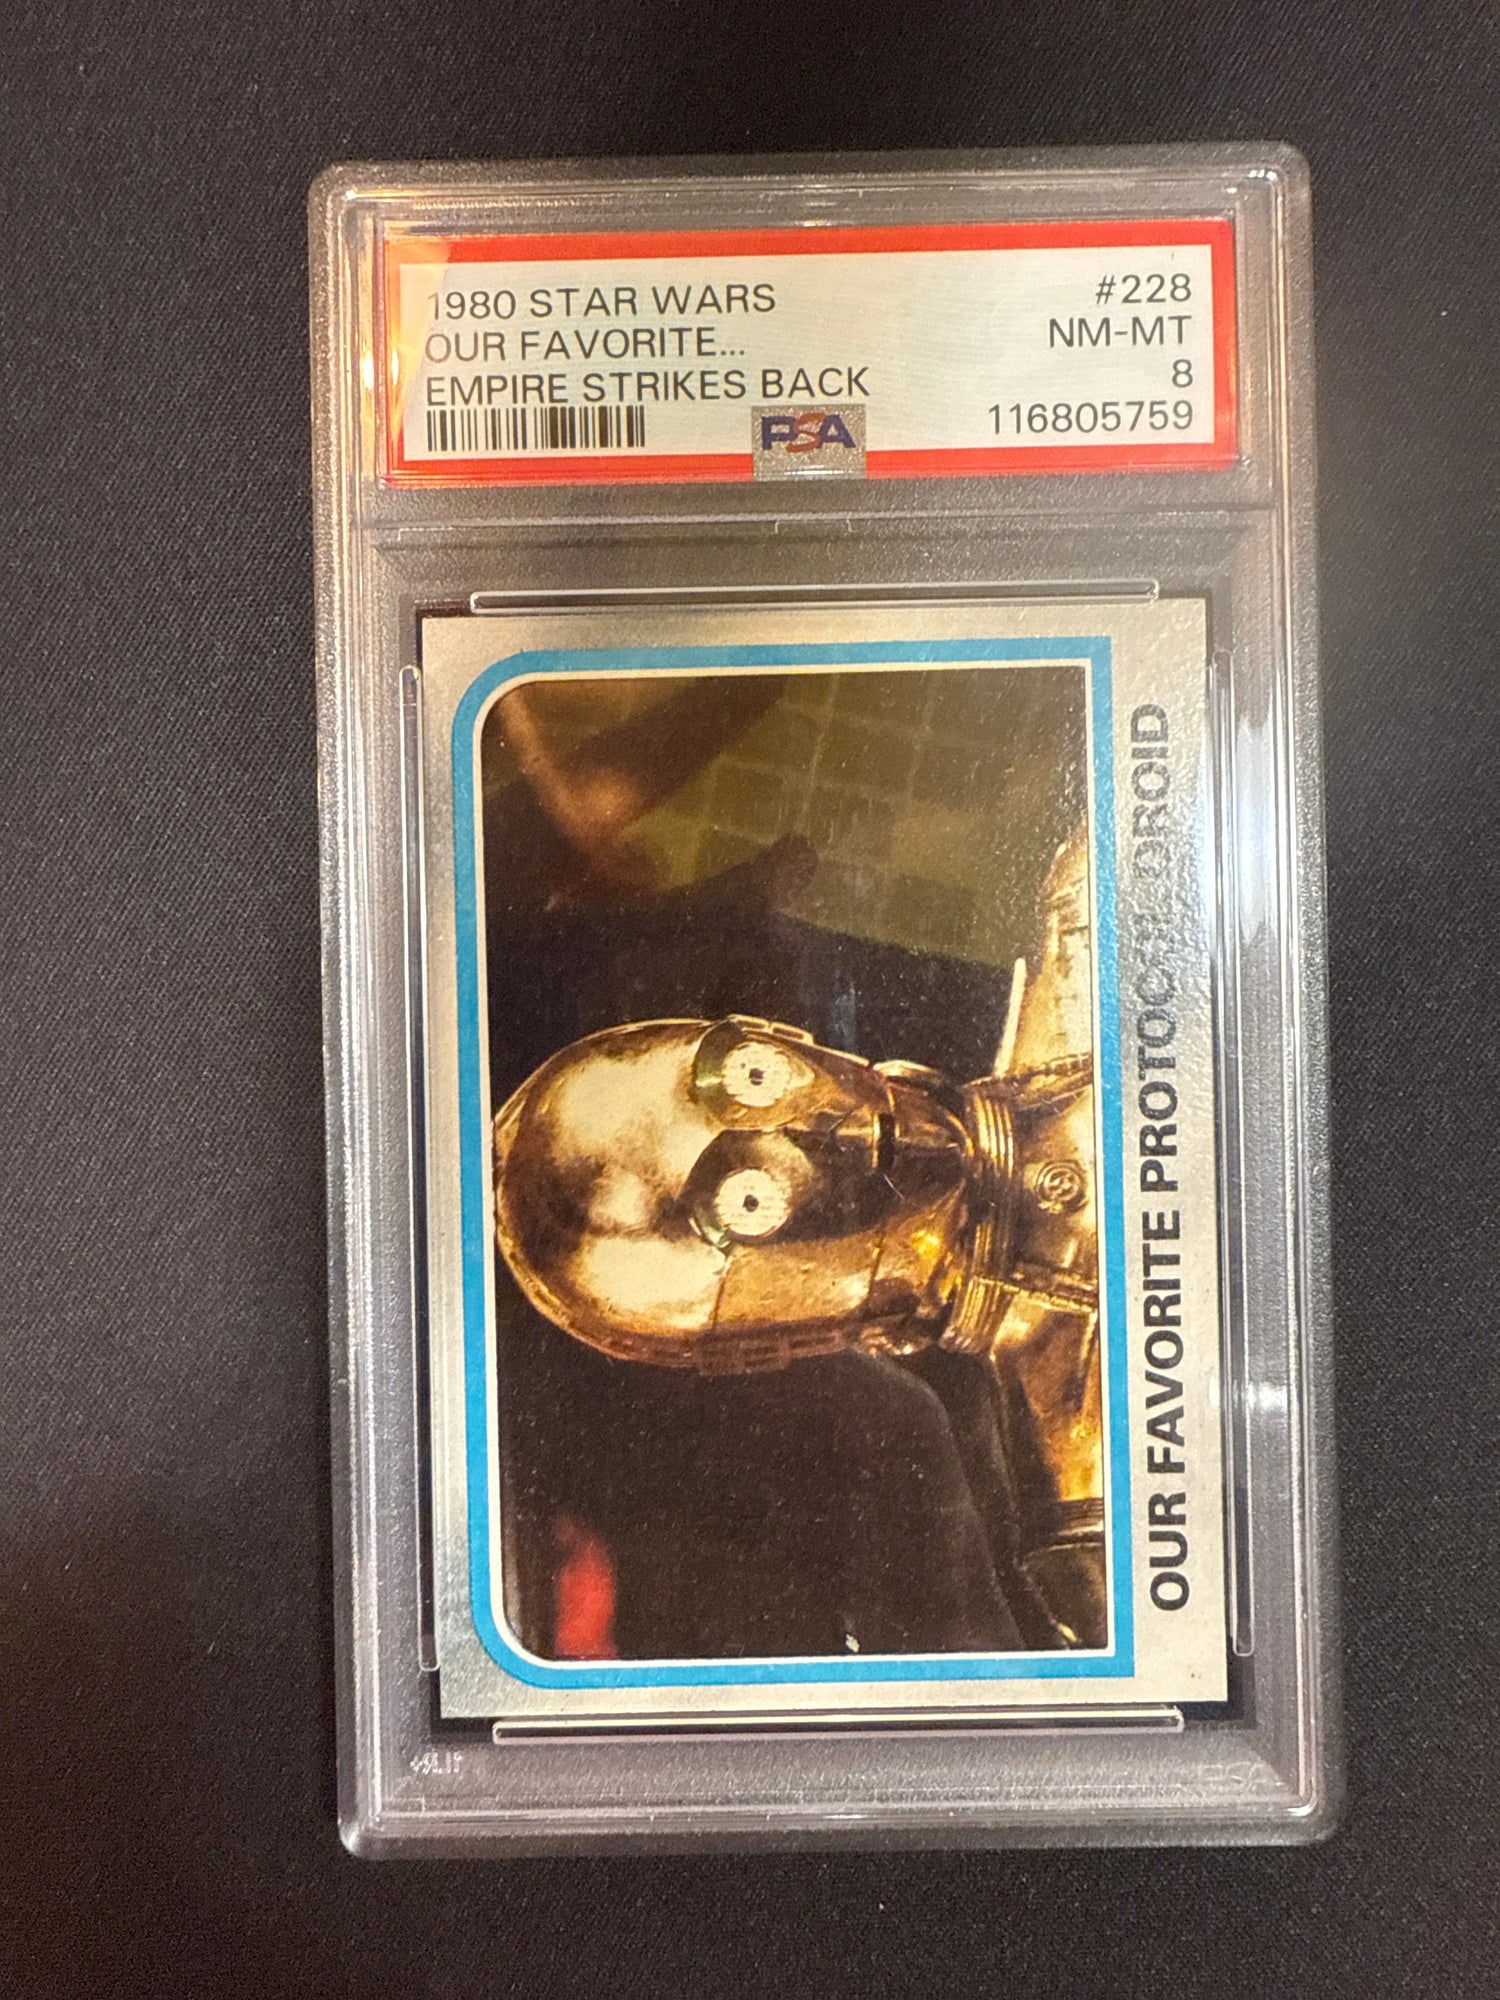 1980 STAR WARS #228
OUR FAVORITE... NM-MT
EMPIRE STRIKES BACK 8
PSA 116805759
OUR FAVORITE PROTOCOL DROID